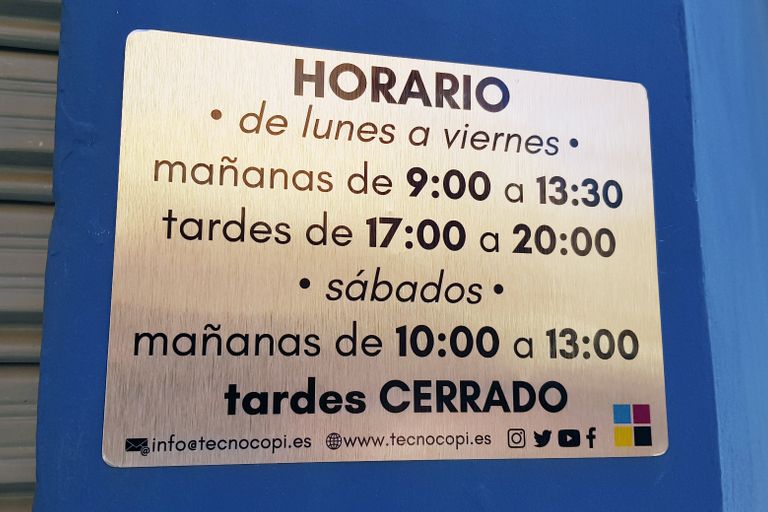 HORARIO
• de lunes a viernes •
mañanas de 9:00 a 13:30
tardes de 17:00 a 20:00
• sábados •
mañanas de 10:00 a 13:00
tardes CERRADO
@info@tecnocopi.es www.tecnocopi.es